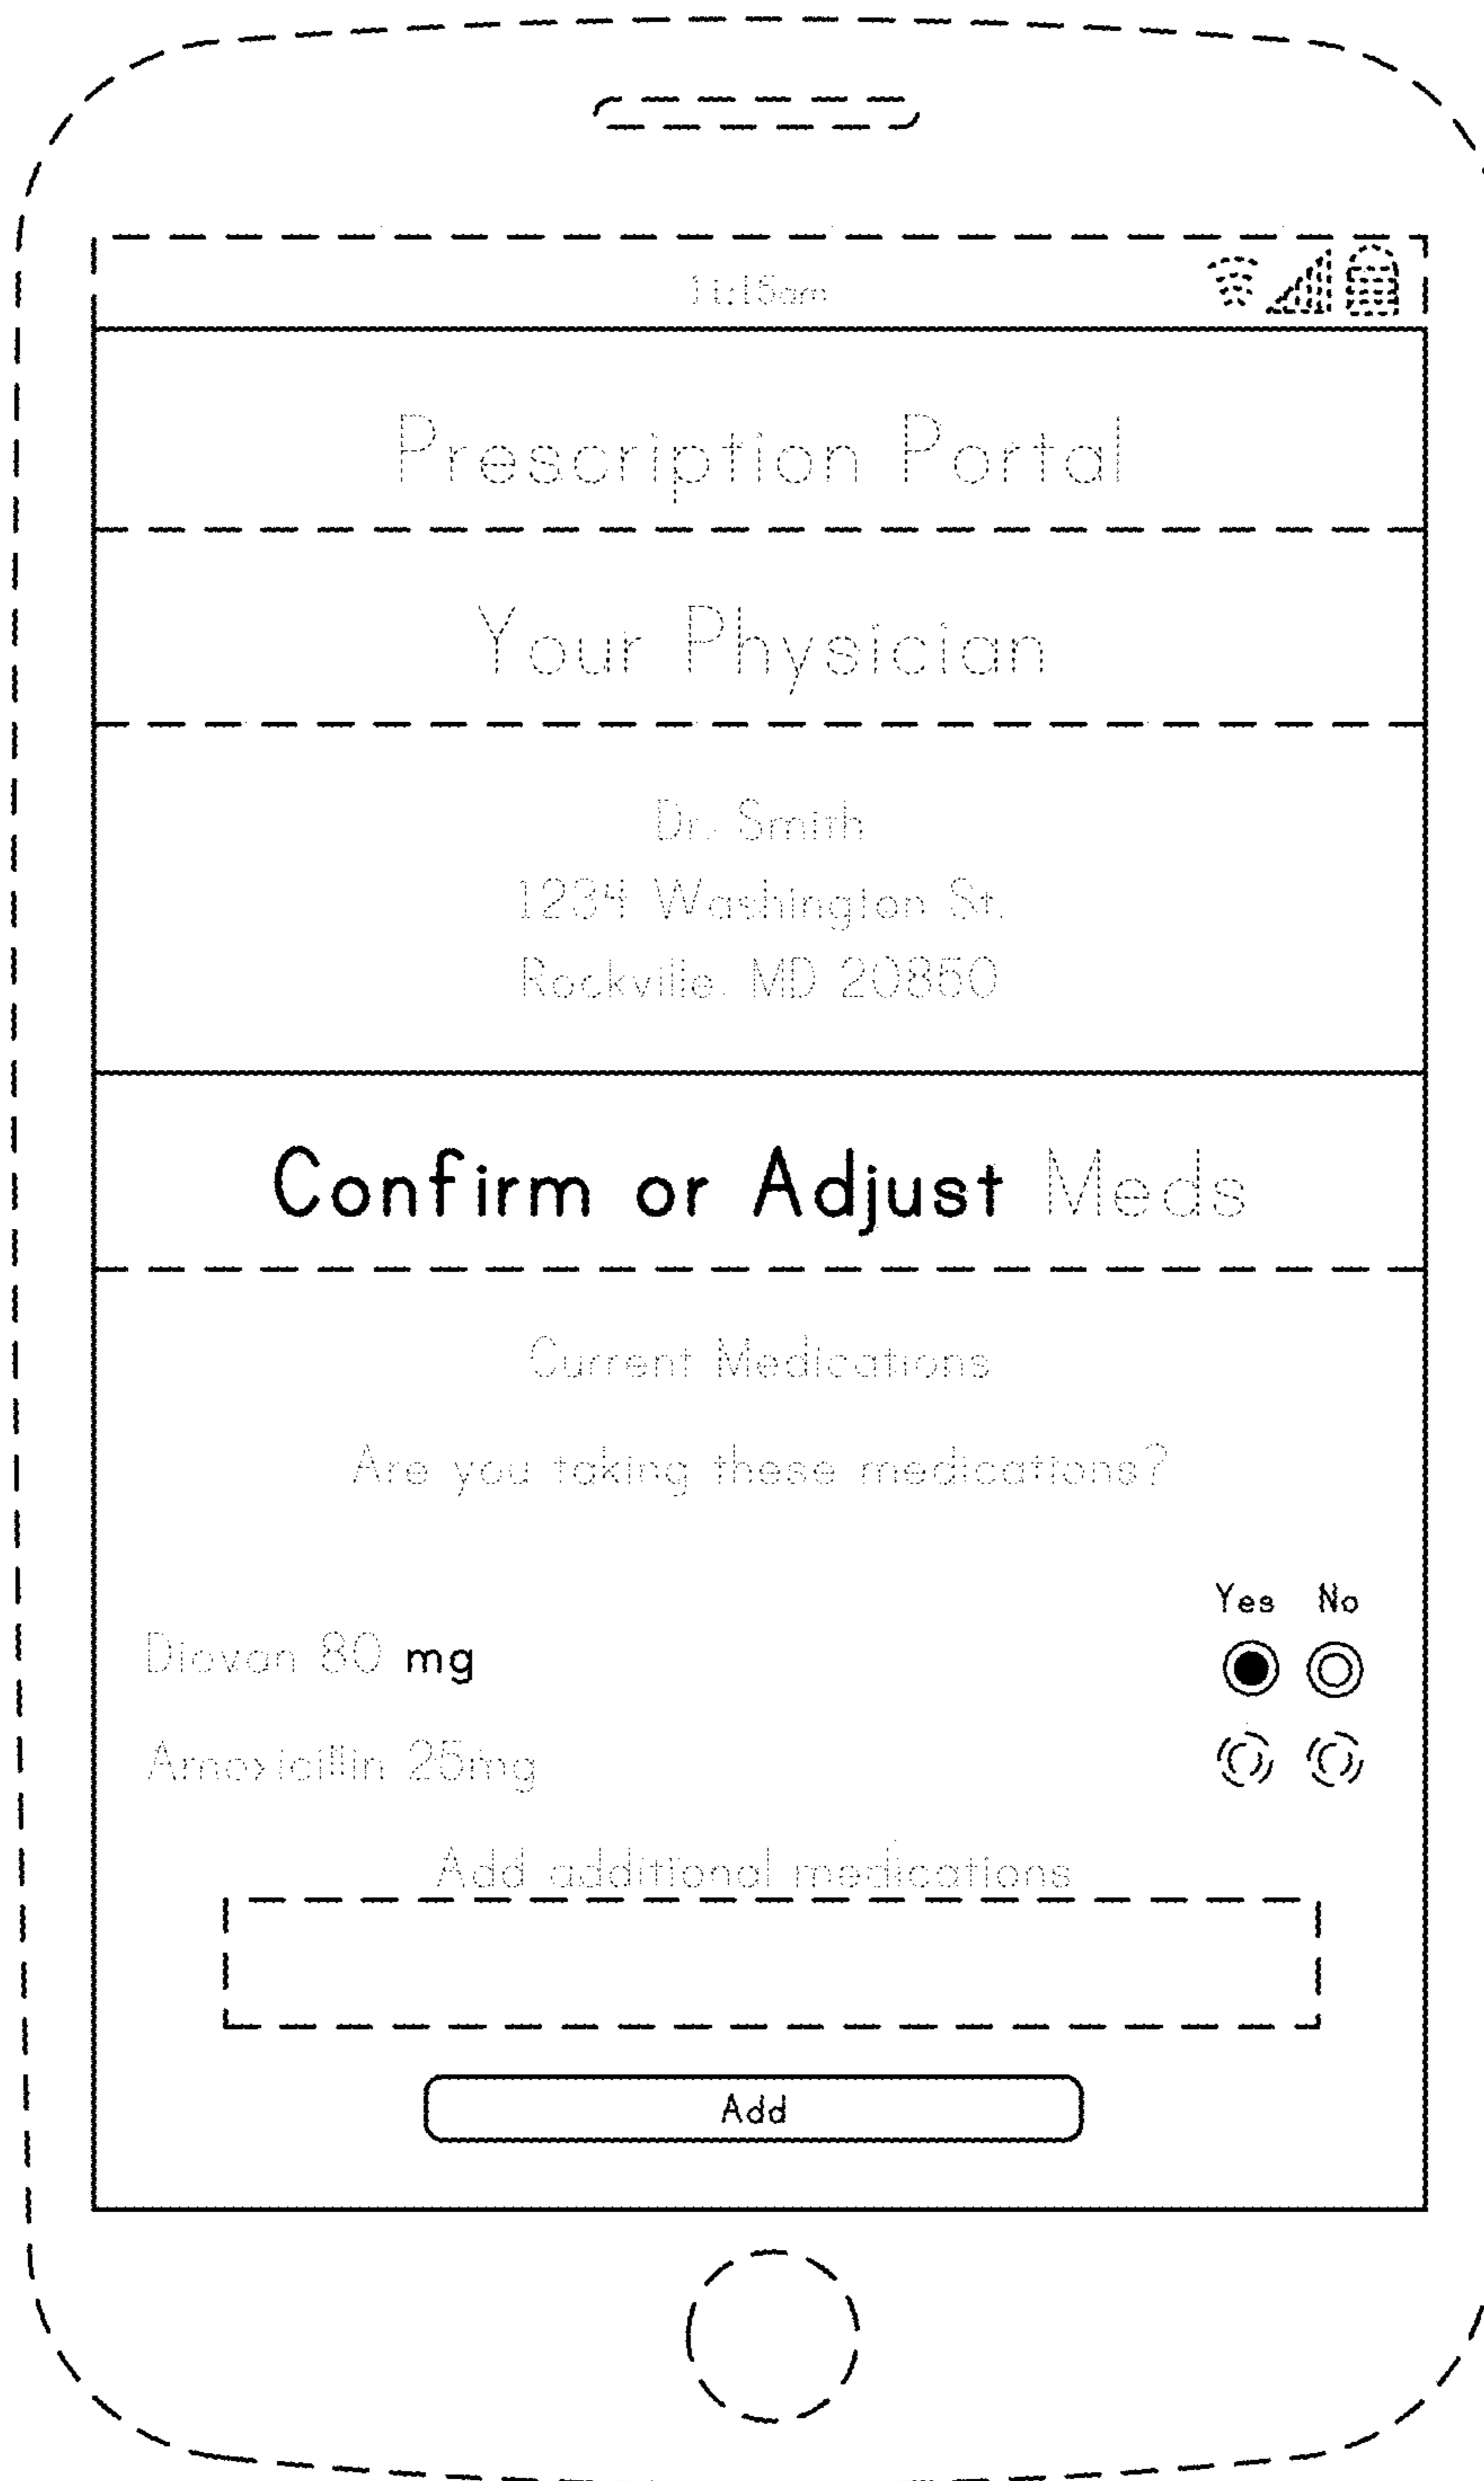 11:15am
Prescription Portal
Your Physician
Dr. Smith
1234 Washington St.
Rockville, MD 20850
Confirm or Adjust Meds
Current Medications
Are you taking these medications?
Yes No
Diovan 80 mg
Amoxicillin 25mg
Add additional medications
Add